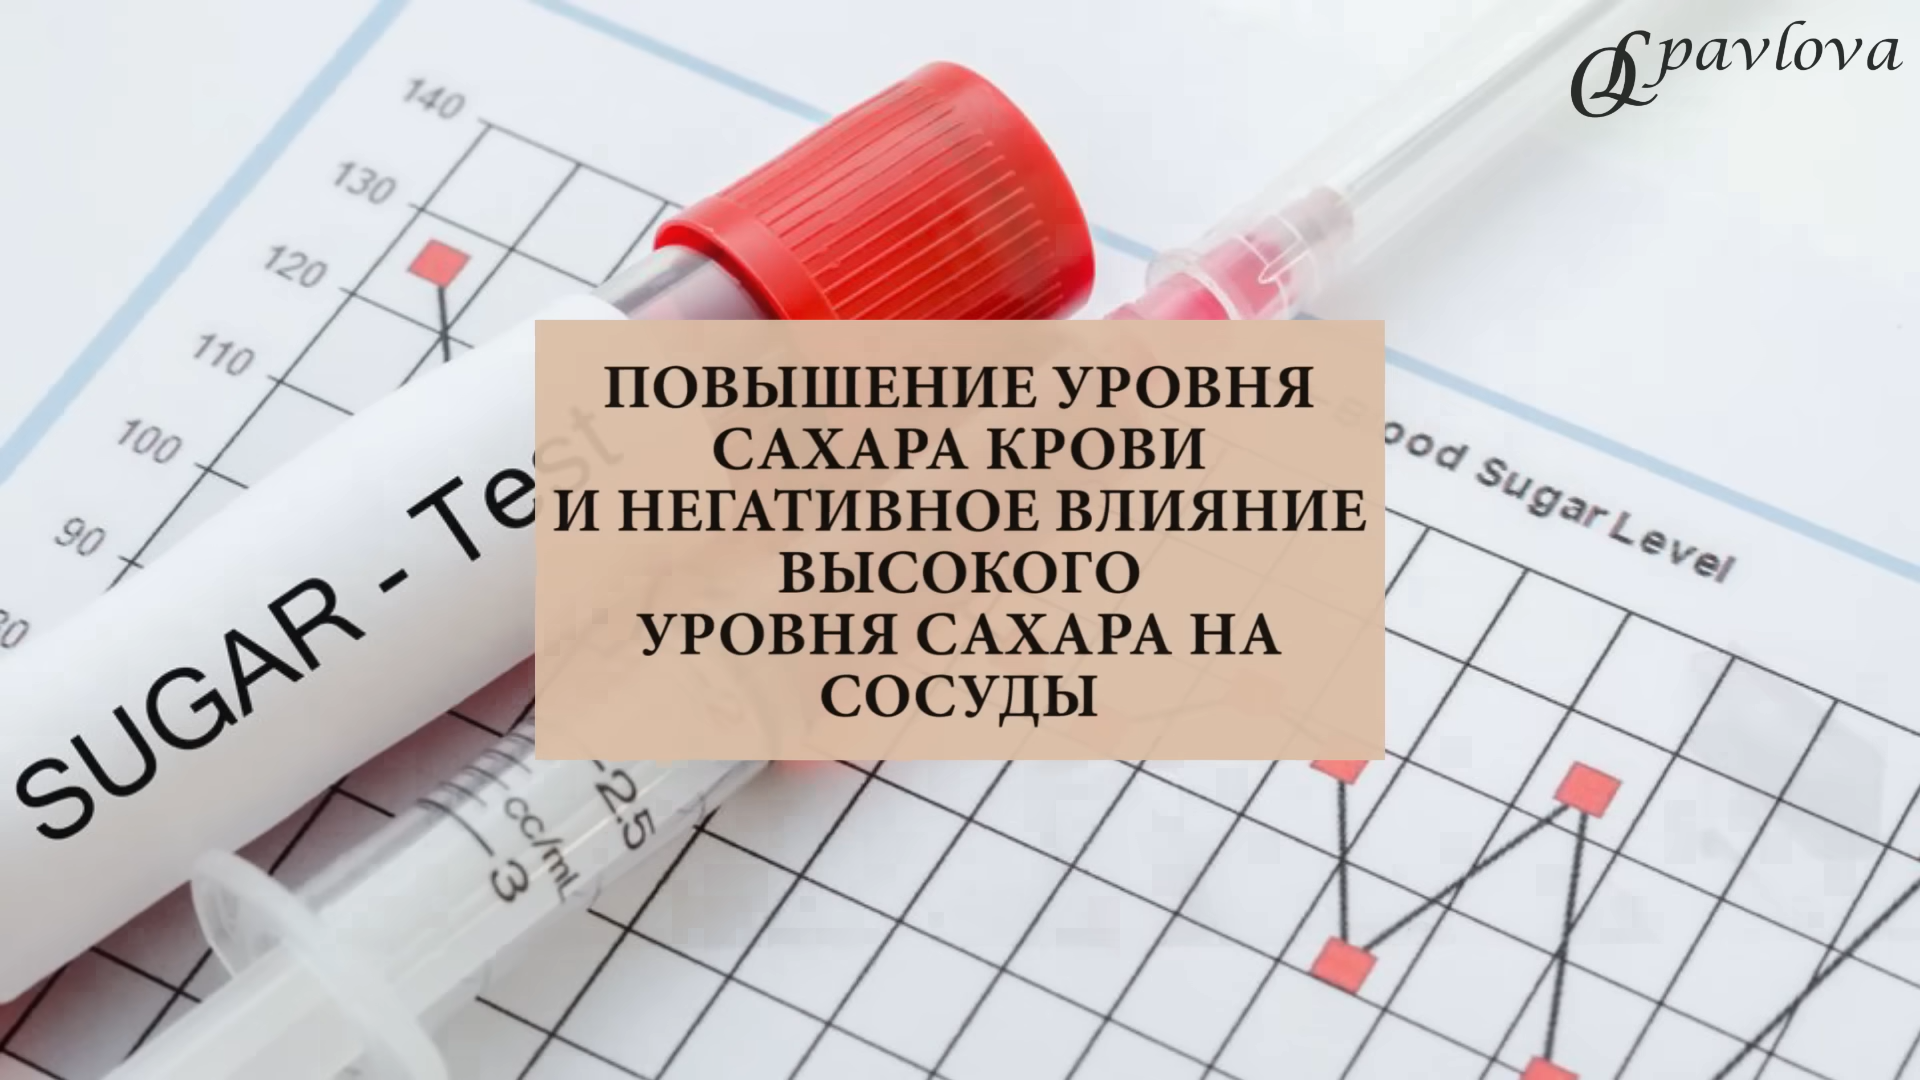 pavlova
140
130
120
110
100
90
SUGAR - Test
ПОВЫШЕНИЕ УРОВНЯ
САХАРА КРОВИ
И НЕГАТИВНОЕ ВЛИЯНИЕ
ВЫСОКОГО
УРОВНЯ САХАРА НА
СОСУДЫ
Blood Sugar Level
2.5
cc/mL
3